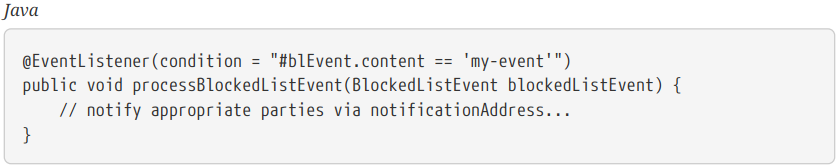 Java
@EventListener(condition = "#blEvent.content == 'my-event'")
public void processBlockedListEvent(BlockedListEvent blockedListEvent) {
    // notify appropriate parties via notificationAddress...
}